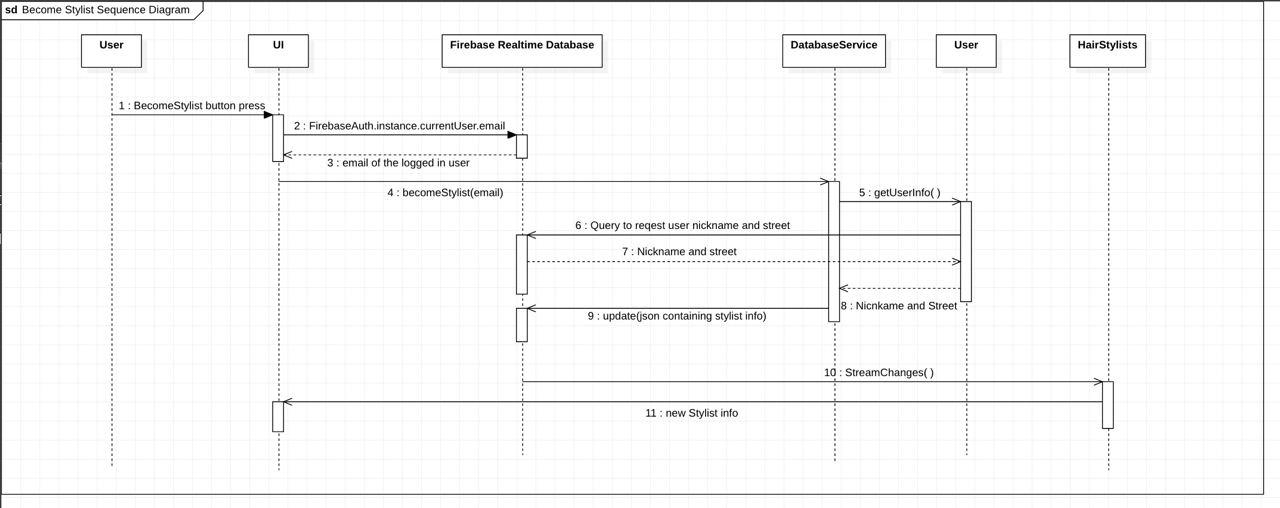 sd Become Stylist Sequence Diagram
User
UI
Firebase Realtime Database
DatabaseService
User
HairStylists
1 : BecomeStylist button press
2 : FirebaseAuth.instance.currentUser.email
3 : email of the logged in user
4 : becomeStylist(email)
5 : getUserInfo( )
6 : Query to reqest user nickname and street
7 : Nickname and street
8 : Nicnkame and Street
9 : update(json containing stylist info)
10 : StreamChanges( )
11 : new Stylist info